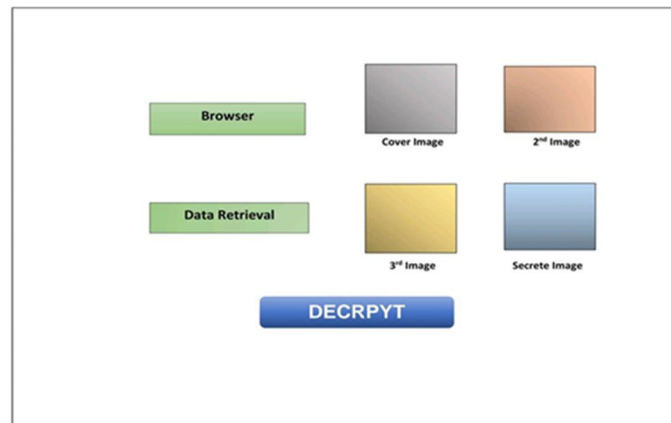 Browser
Cover Image
2nd Image
Data Retrieval
3rd Image
Secrete Image
DECRPYT